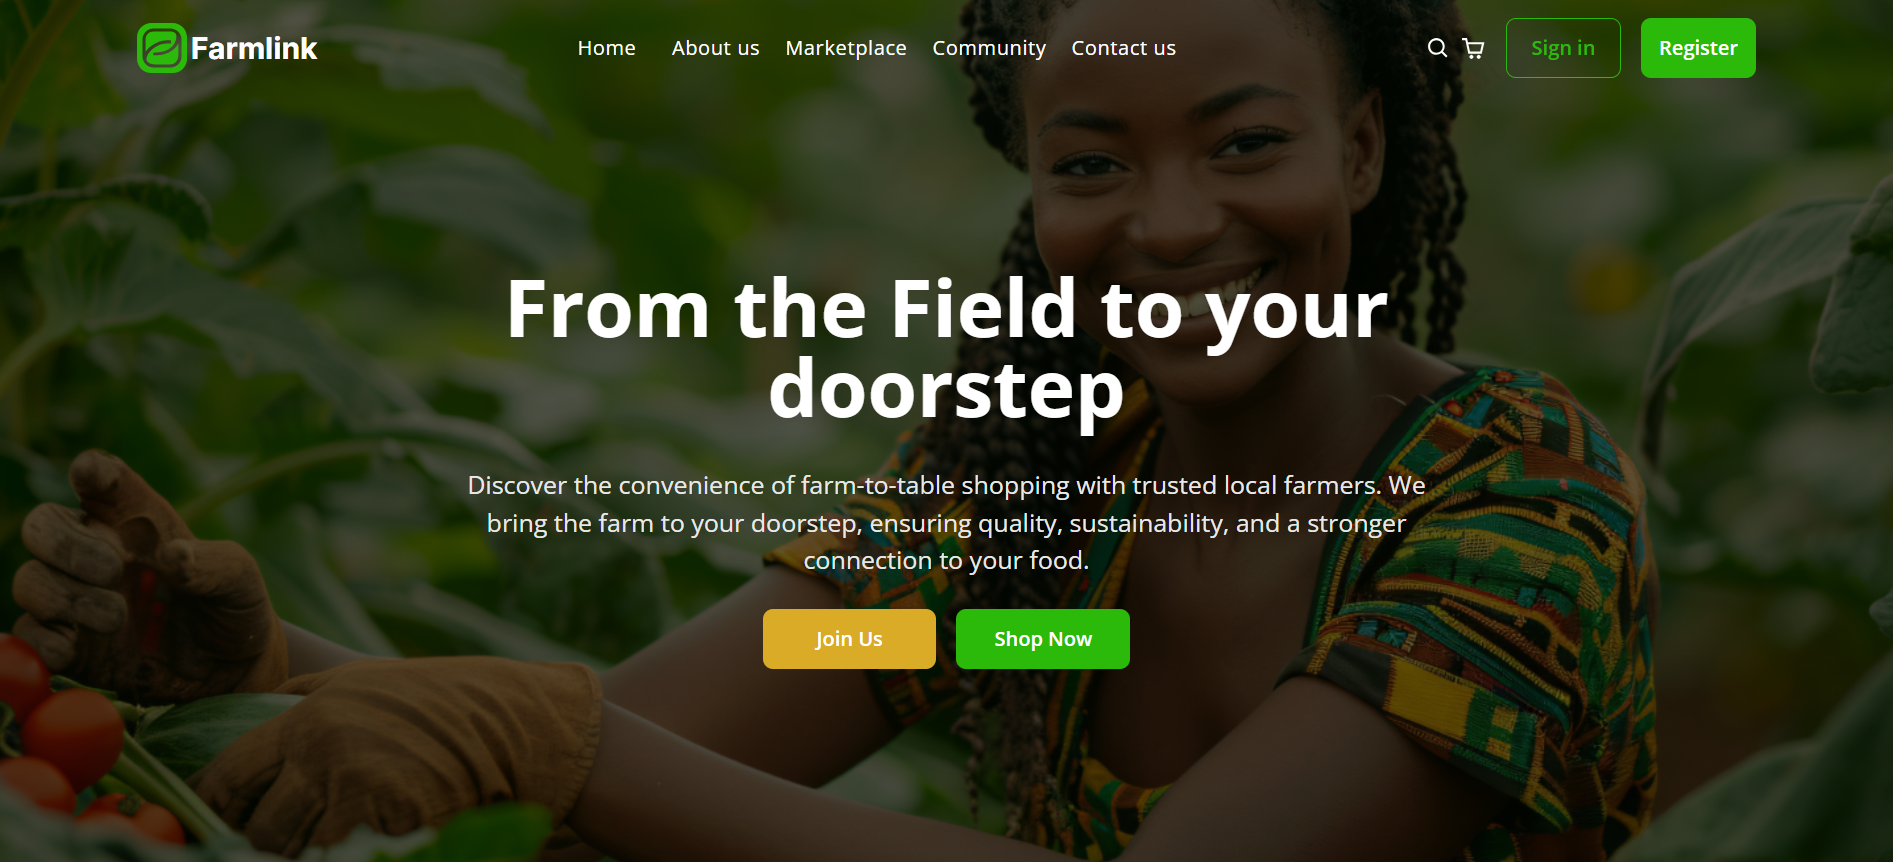 Farmlink
Home About us Marketplace Community Contact us
Sign in Register
From the Field to your
doorstep
Discover the convenience of farm-to-table shopping with trusted local farmers. We
bring the farm to your doorstep, ensuring quality, sustainability, and a stronger
connection to your food.
Join Us Shop Now